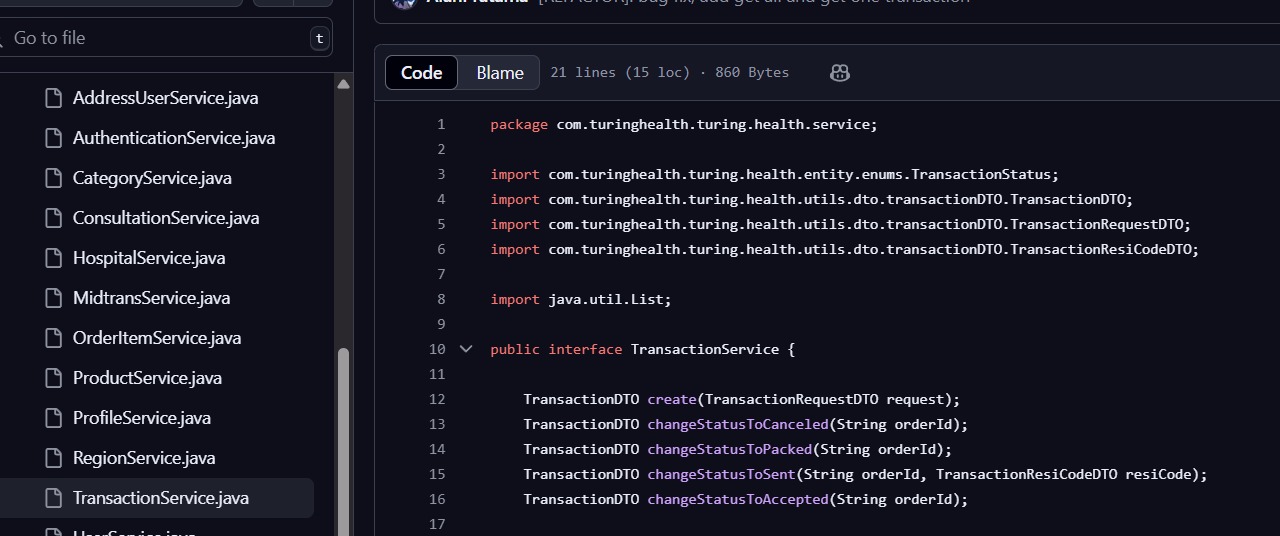 Go to file
t
AddressUserService.java
AuthenticationService.java
CategoryService.java
ConsultationService.java
HospitalService.java
MidtransService.java
OrderItemService.java
ProductService.java
ProfileService.java
RegionService.java
TransactionService.java
UserService.java
[REFACTOR]: bug fix, add get all and get one transaction
Code Blame 21 lines (15 loc) · 860 Bytes
1 package com.turinghealth.turing.health.service;
2
3 import com.turinghealth.turing.health.entity.enums.TransactionStatus;
4 import com.turinghealth.turing.health.utils.dto.transactionDTO.TransactionDTO;
5 import com.turinghealth.turing.health.utils.dto.transactionDTO.TransactionRequestDTO;
6 import com.turinghealth.turing.health.utils.dto.transactionDTO.TransactionResiCodeDTO;
7
8 import java.util.List;
9
10 public interface TransactionService {
11
12 TransactionDTO create(TransactionRequestDTO request);
13 TransactionDTO changeStatusToCanceled(String orderId);
14 TransactionDTO changeStatusToPacked(String orderId);
15 TransactionDTO changeStatusToSent(String orderId, TransactionResiCodeDTO resiCode);
16 TransactionDTO changeStatusToAccepted(String orderId);
17